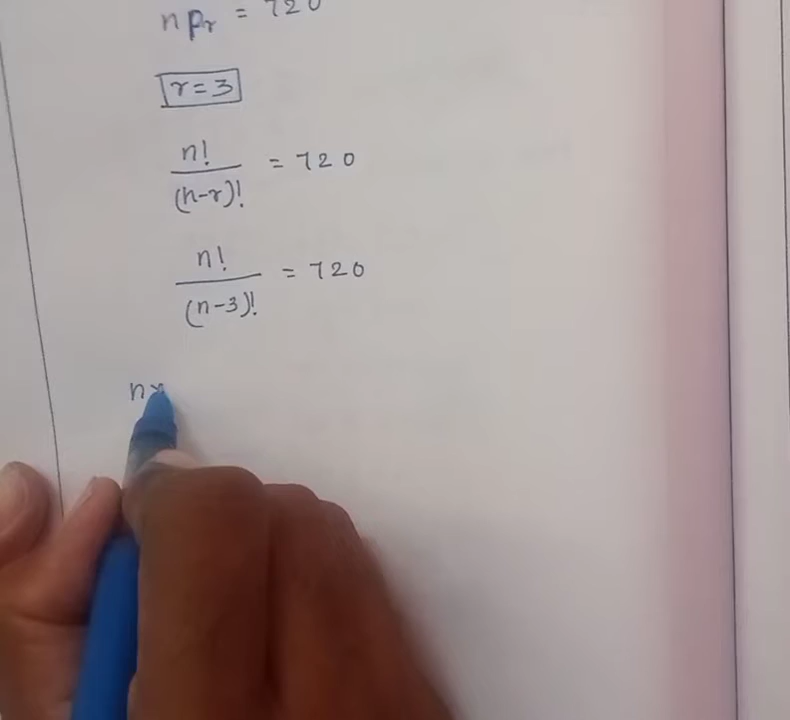 nPr = 720
r=3
n!/(n-r)! = 720
n!/(n-3)! = 720
n×